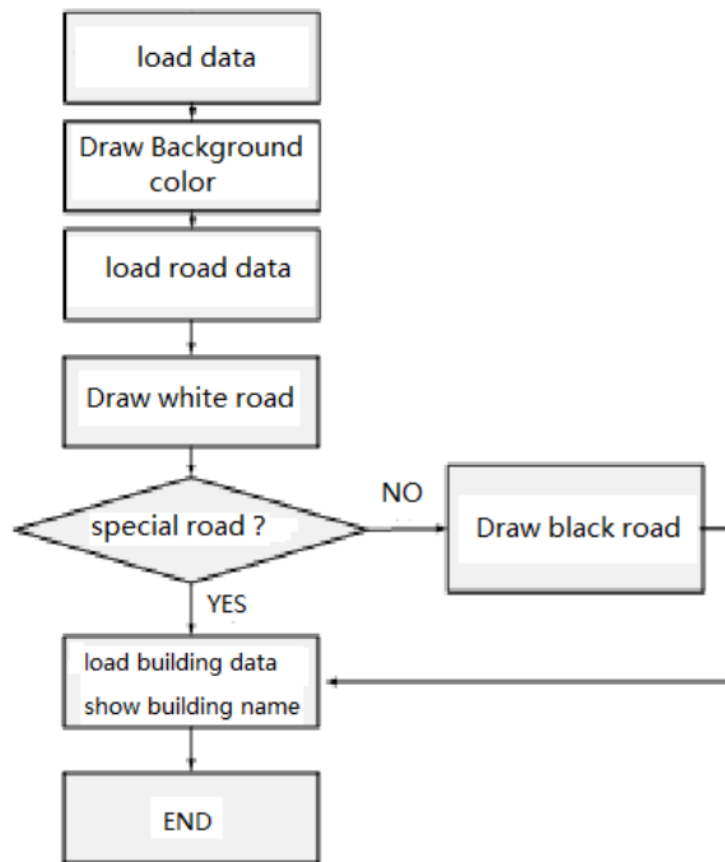 load data
Draw Background
color
load road data
Draw white road
special road ?
NO
Draw black road
YES
load building data
show building name
END